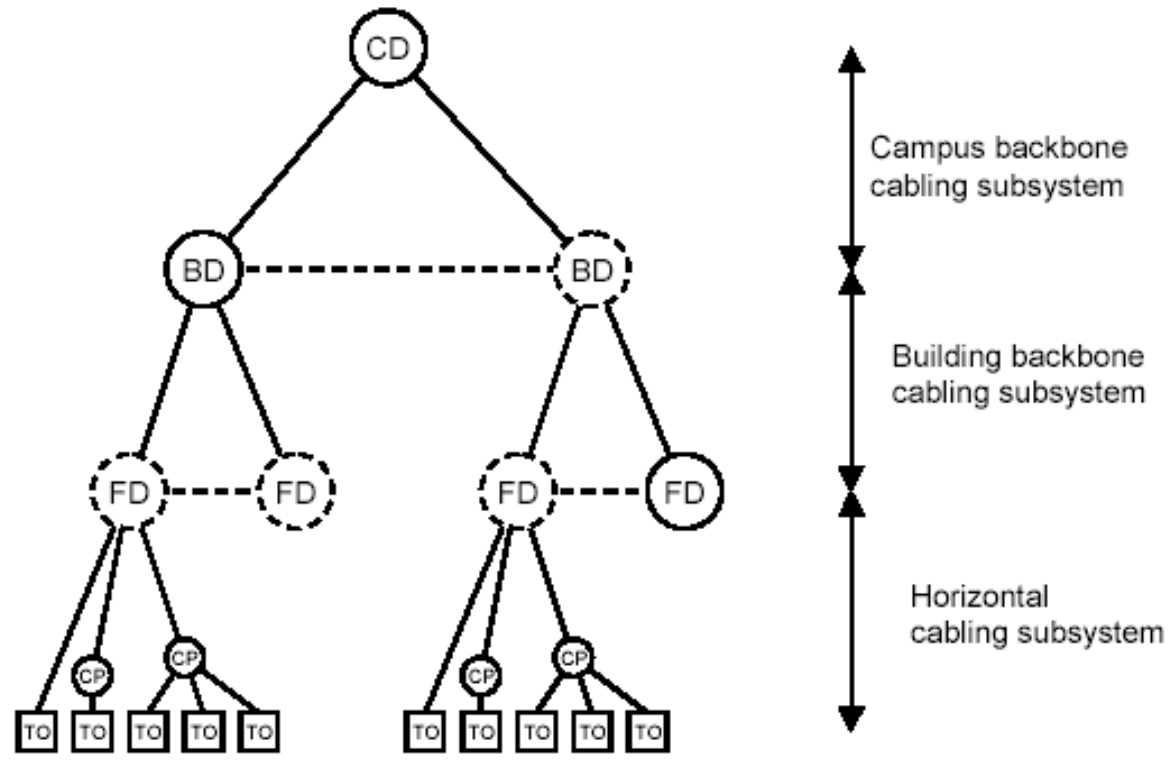 CD
Campus backbone
cabling subsystem
BD
BD
Building backbone
cabling subsystem
FD
FD
FD
FD
Horizontal
cabling subsystem
CP
CP
CP
CP
TO
TO
TO
TO
TO
TO
TO
TO
TO
TO